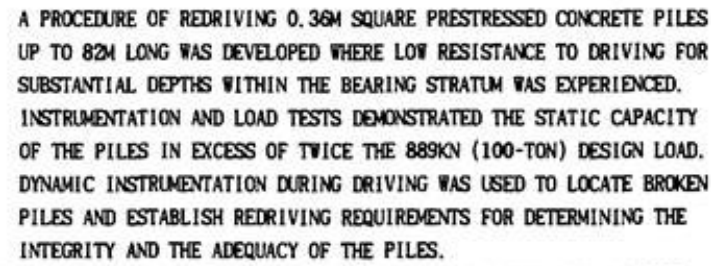 A PROCEDURE OF REDRIVING 0.36M SQUARE PRESTRESSED CONCRETE PILES
UP TO 82M LONG WAS DEVELOPED WHERE LOW RESISTANCE TO DRIVING FOR
SUBSTANTIAL DEPTHS WITHIN THE BEARING STRATUM WAS EXPERIENCED.
INSTRUMENTATION AND LOAD TESTS DEMONSTRATED THE STATIC CAPACITY
OF THE PILES IN EXCESS OF TWICE THE 889KN (100-TON) DESIGN LOAD.
DYNAMIC INSTRUMENTATION DURING DRIVING WAS USED TO LOCATE BROKEN
PILES AND ESTABLISH REDRIVING REQUIREMENTS FOR DETERMINING THE
INTEGRITY AND THE ADEQUACY OF THE PILES.